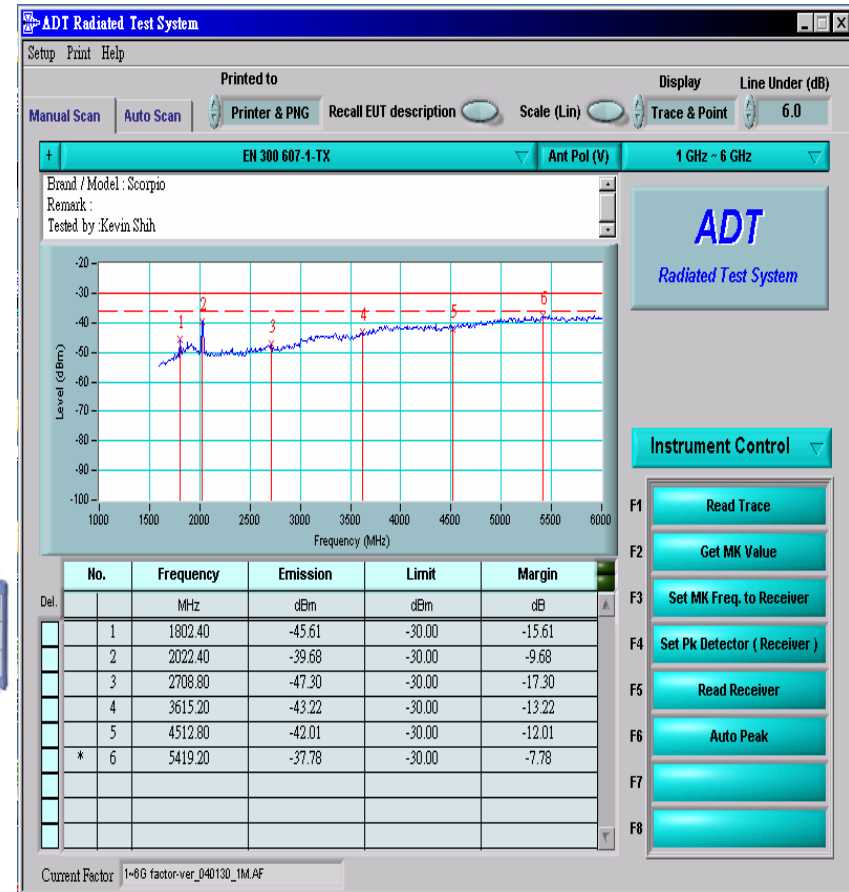 ADT Radiated Test System
Setup Print Help
Printed to
Display
Line Under (dB)
Manual Scan
Auto Scan
Printer & PNG
Recall EUT description
Scale (Lin)
Trace & Point
6.0
+
EN 300 607-1-TX
Ant Pol (V)
1 GHz ~ 6 GHz
Brand / Model : Scorpio
Remark :
Tested by :Kevin Shih
ADT
Radiated Test System
-20
-30
-40
-50
-60
-70
-80
-90
-100
Level (dBm)
1 2 3 4 5 6
1000 1500 2000 2500 3000 3500 4000 4500 5000 5500 6000
Frequency (MHz)
Instrument Control
F1 Read Trace
F2 Get MK Value
F3 Set MK Freq. to Receiver
F4 Set Pk Detector ( Receiver )
F5 Read Receiver
F6 Auto Peak
F7
F8
No. Frequency Emission Limit Margin
Del. MHz dBm dBm dB
1 1802.40 -45.61 -30.00 -15.61
2 2022.40 -39.68 -30.00 -9.68
3 2708.80 -47.30 -30.00 -17.30
4 3615.20 -43.22 -30.00 -13.22
5 4512.80 -42.01 -30.00 -12.01
* 6 5419.20 -37.78 -30.00 -7.78
Current Factor 1~6G factor-ver_040130_1M.AF